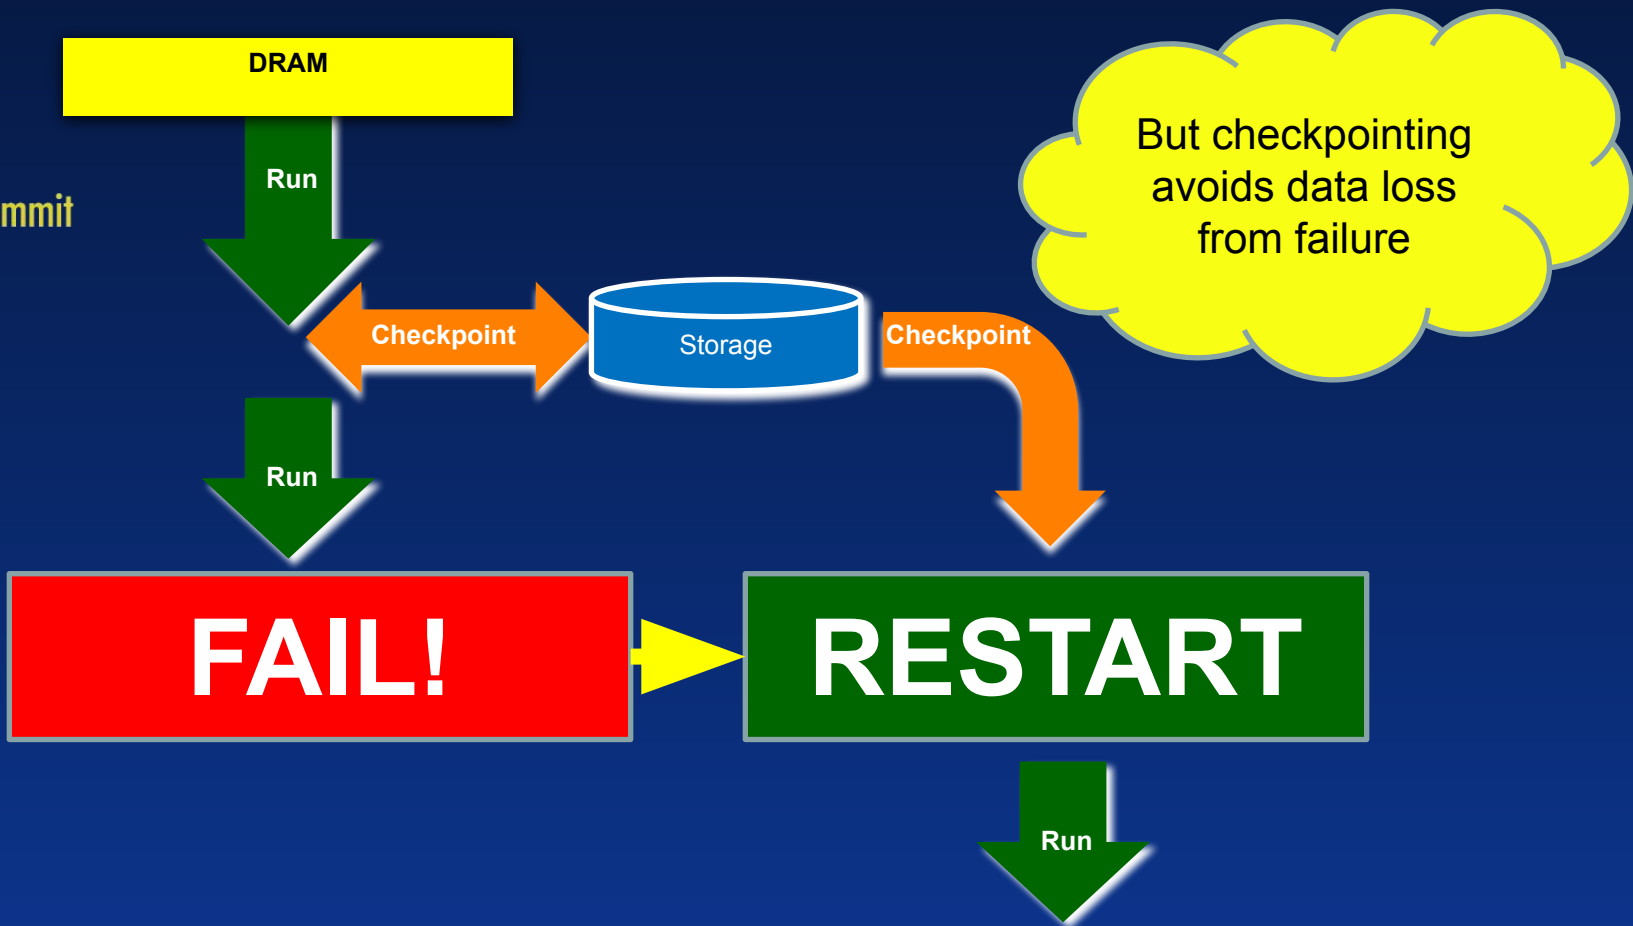 DRAM
Run
mmit
But checkpointing
avoids data loss
from failure
Checkpoint
Storage
Checkpoint
Run
FAIL!
RESTART
Run